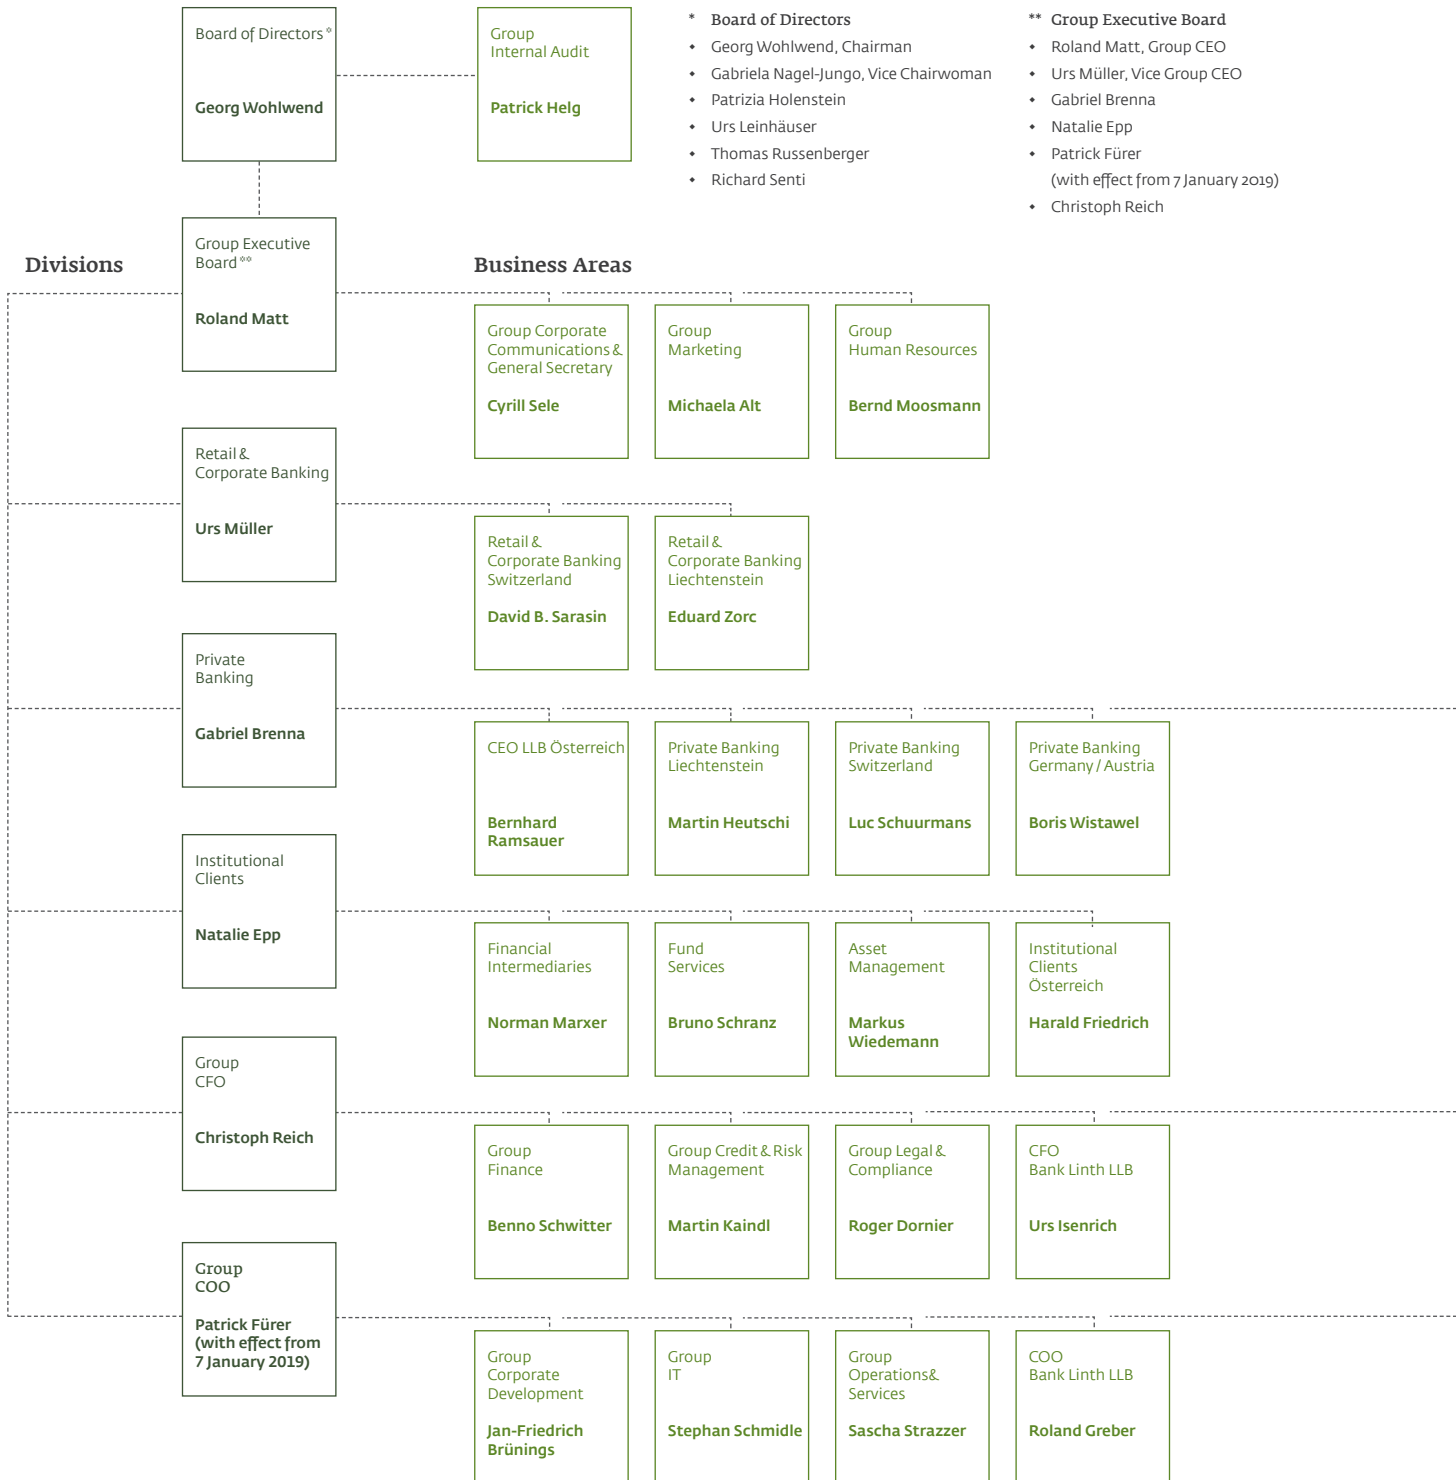 Board of Directors *
Georg Wohlwend
Group
Internal Audit
Patrick Helg
* Board of Directors
• Georg Wohlwend, Chairman
• Gabriela Nagel-Jungo, Vice Chairwoman
• Patrizia Holenstein
• Urs Leinhäuser
• Thomas Russenberger
• Richard Senti
** Group Executive Board
• Roland Matt, Group CEO
• Urs Müller, Vice Group CEO
• Gabriel Brenna
• Natalie Epp
• Patrick Fürer
(with effect from 7 January 2019)
• Christoph Reich
Divisions
Business Areas
Group Executive
Board **
Roland Matt
Group Corporate
Communications &
General Secretary
Cyrill Sele
Group
Marketing
Michaela Alt
Group
Human Resources
Bernd Moosmann
Retail &
Corporate Banking
Urs Müller
Retail &
Corporate Banking
Switzerland
David B. Sarasin
Retail &
Corporate Banking
Liechtenstein
Eduard Zorc
Private
Banking
Gabriel Brenna
CEO LLB Österreich
Bernhard
Ramsauer
Private Banking
Liechtenstein
Martin Heutschi
Private Banking
Switzerland
Luc Schuurmans
Private Banking
Germany / Austria
Boris Wistawel
Institutional
Clients
Natalie Epp
Financial
Intermediaries
Norman Marxer
Fund
Services
Bruno Schranz
Asset
Management
Markus
Wiedemann
Institutional
Clients
Österreich
Harald Friedrich
Group
CFO
Christoph Reich
Group
Finance
Benno Schwitter
Group Credit & Risk
Management
Martin Kaindl
Group Legal &
Compliance
Roger Dornier
CFO
Bank Linth LLB
Urs Isenrich
Group
COO
Patrick Fürer
(with effect from
7 January 2019)
Group
Corporate
Development
Jan-Friedrich
Brünings
Group
IT
Stephan Schmidle
Group
Operations&
Services
Sascha Strazzer
COO
Bank Linth LLB
Roland Greber